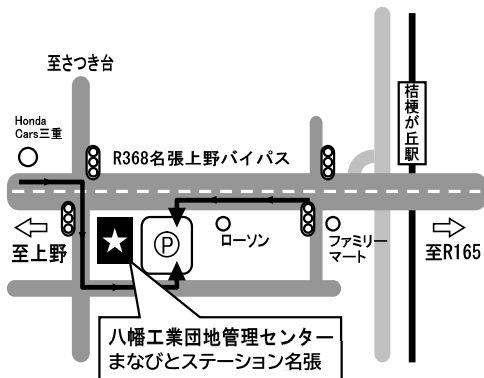 至さつき台
Honda
Cars三重
R368名張上野バイパス
桔梗が丘駅
至上野
P
ローソン
ファミリー
マート
至R165
八幡工業団地管理センター
まなびとステーション名張